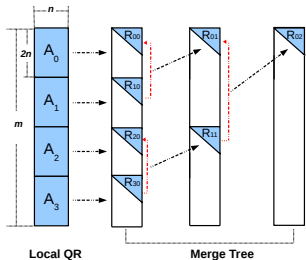 n
2n
m
A0
A1
A2
A3
R00
R10
R20
R30
R01
R11
R02
Local QR
Merge Tree